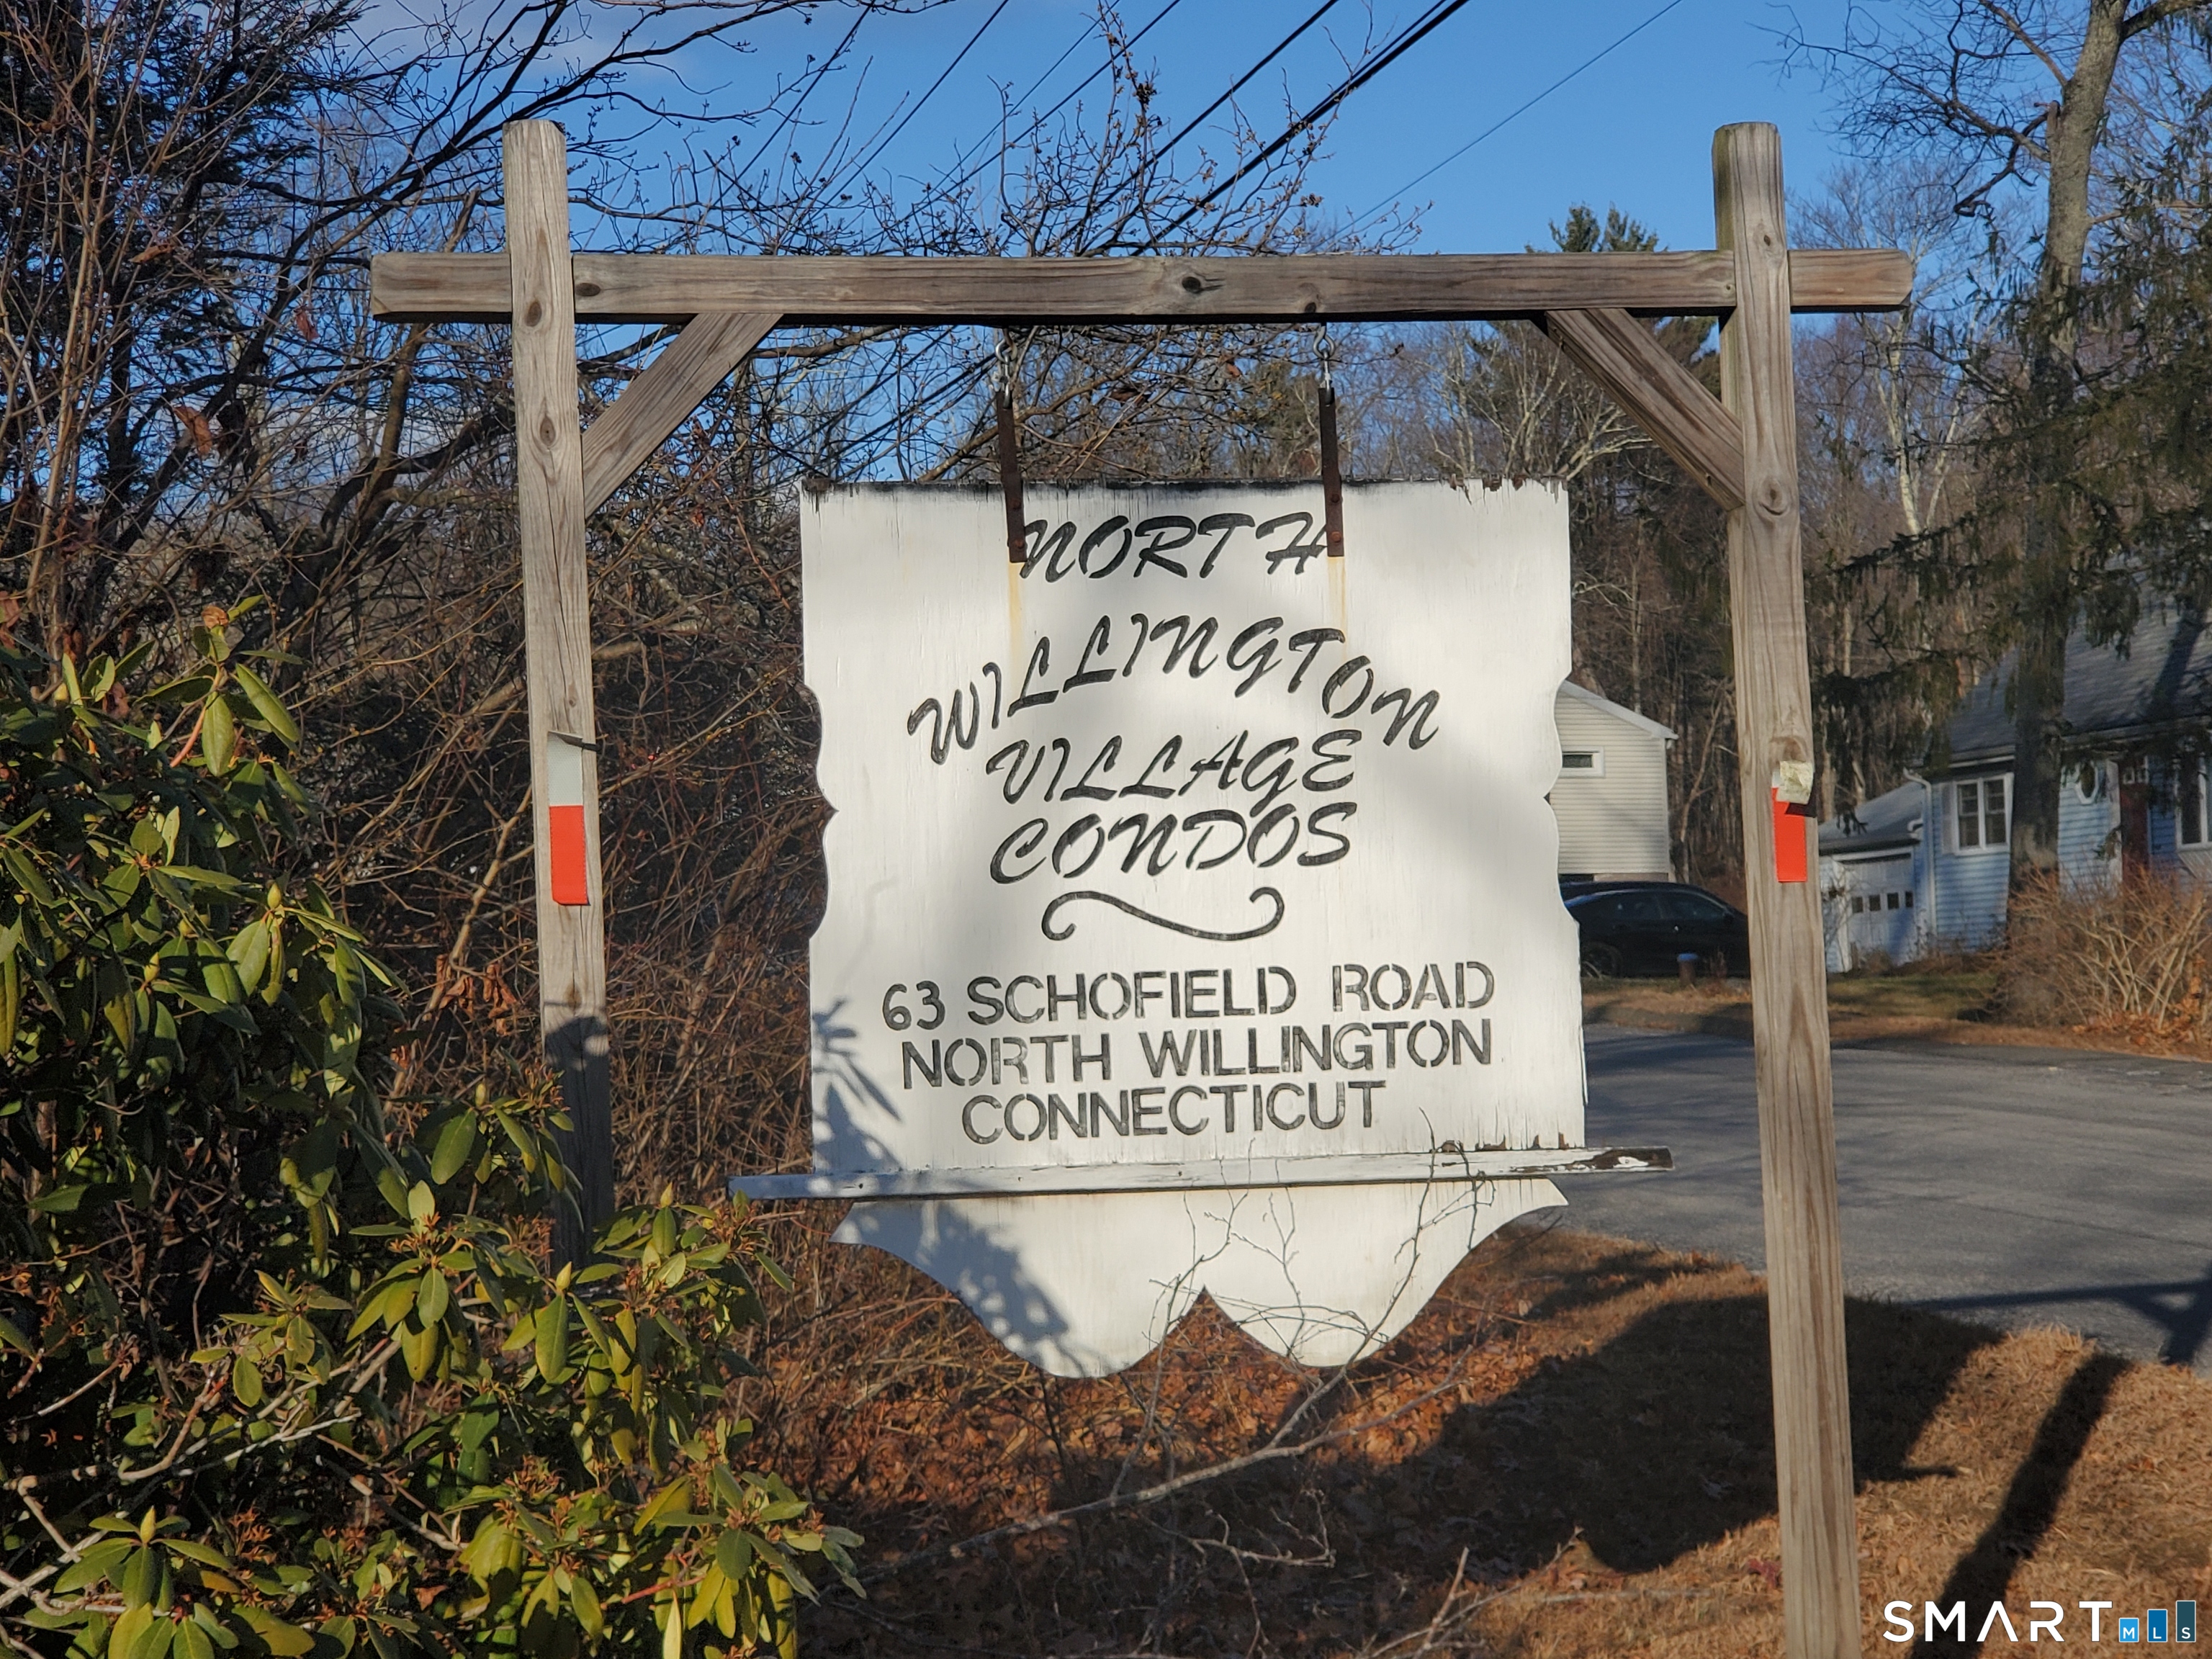 NORTH
WILLINGTON
VILLAGE
CONDOS
63 SCHOFIELD ROAD
NORTH WILLINGTON
CONNECTICUT
SMART MLS